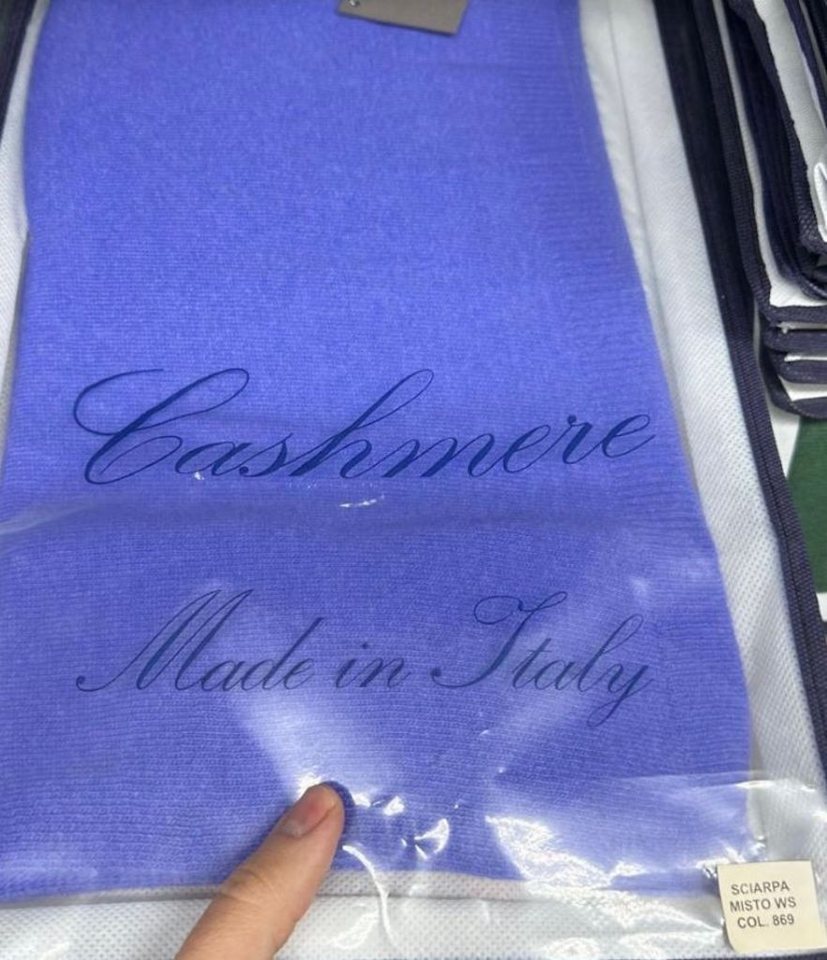 Cashmere
Made in Italy
SCIARPA
MISTO WS
COL. 869